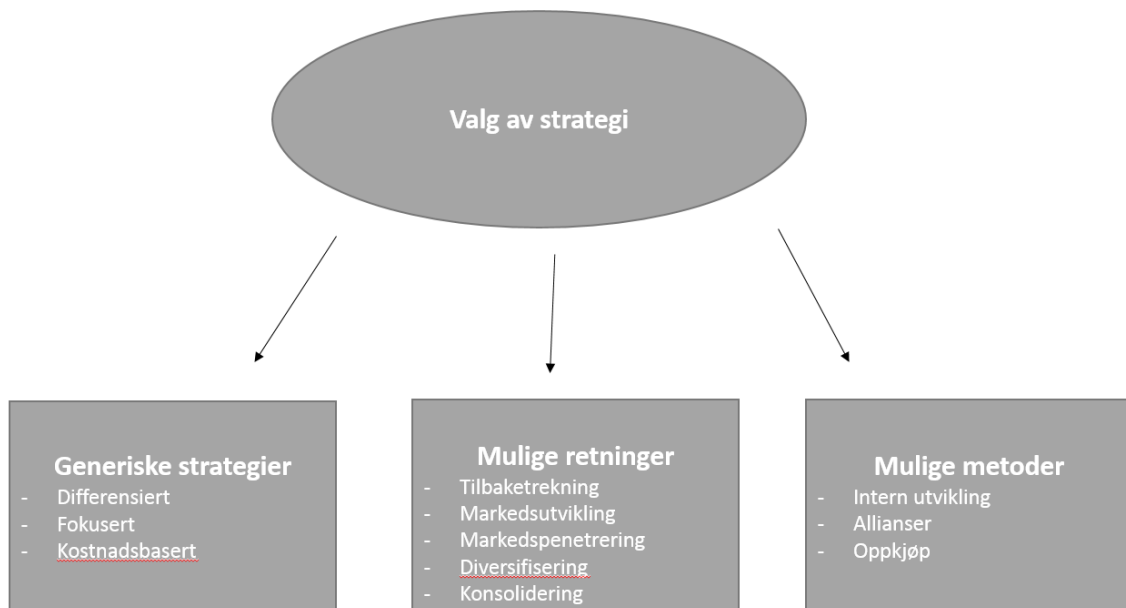 Valg av strategi
Generiske strategier
- Differensiert
- Fokusert
- Kostnadsbasert
Mulige retninger
- Tilbaketrekning
- Markedsutvikling
- Markedspenetrering
- Diversifisering
- Konsolidering
Mulige metoder
- Intern utvikling
- Allianser
- Oppkjøp